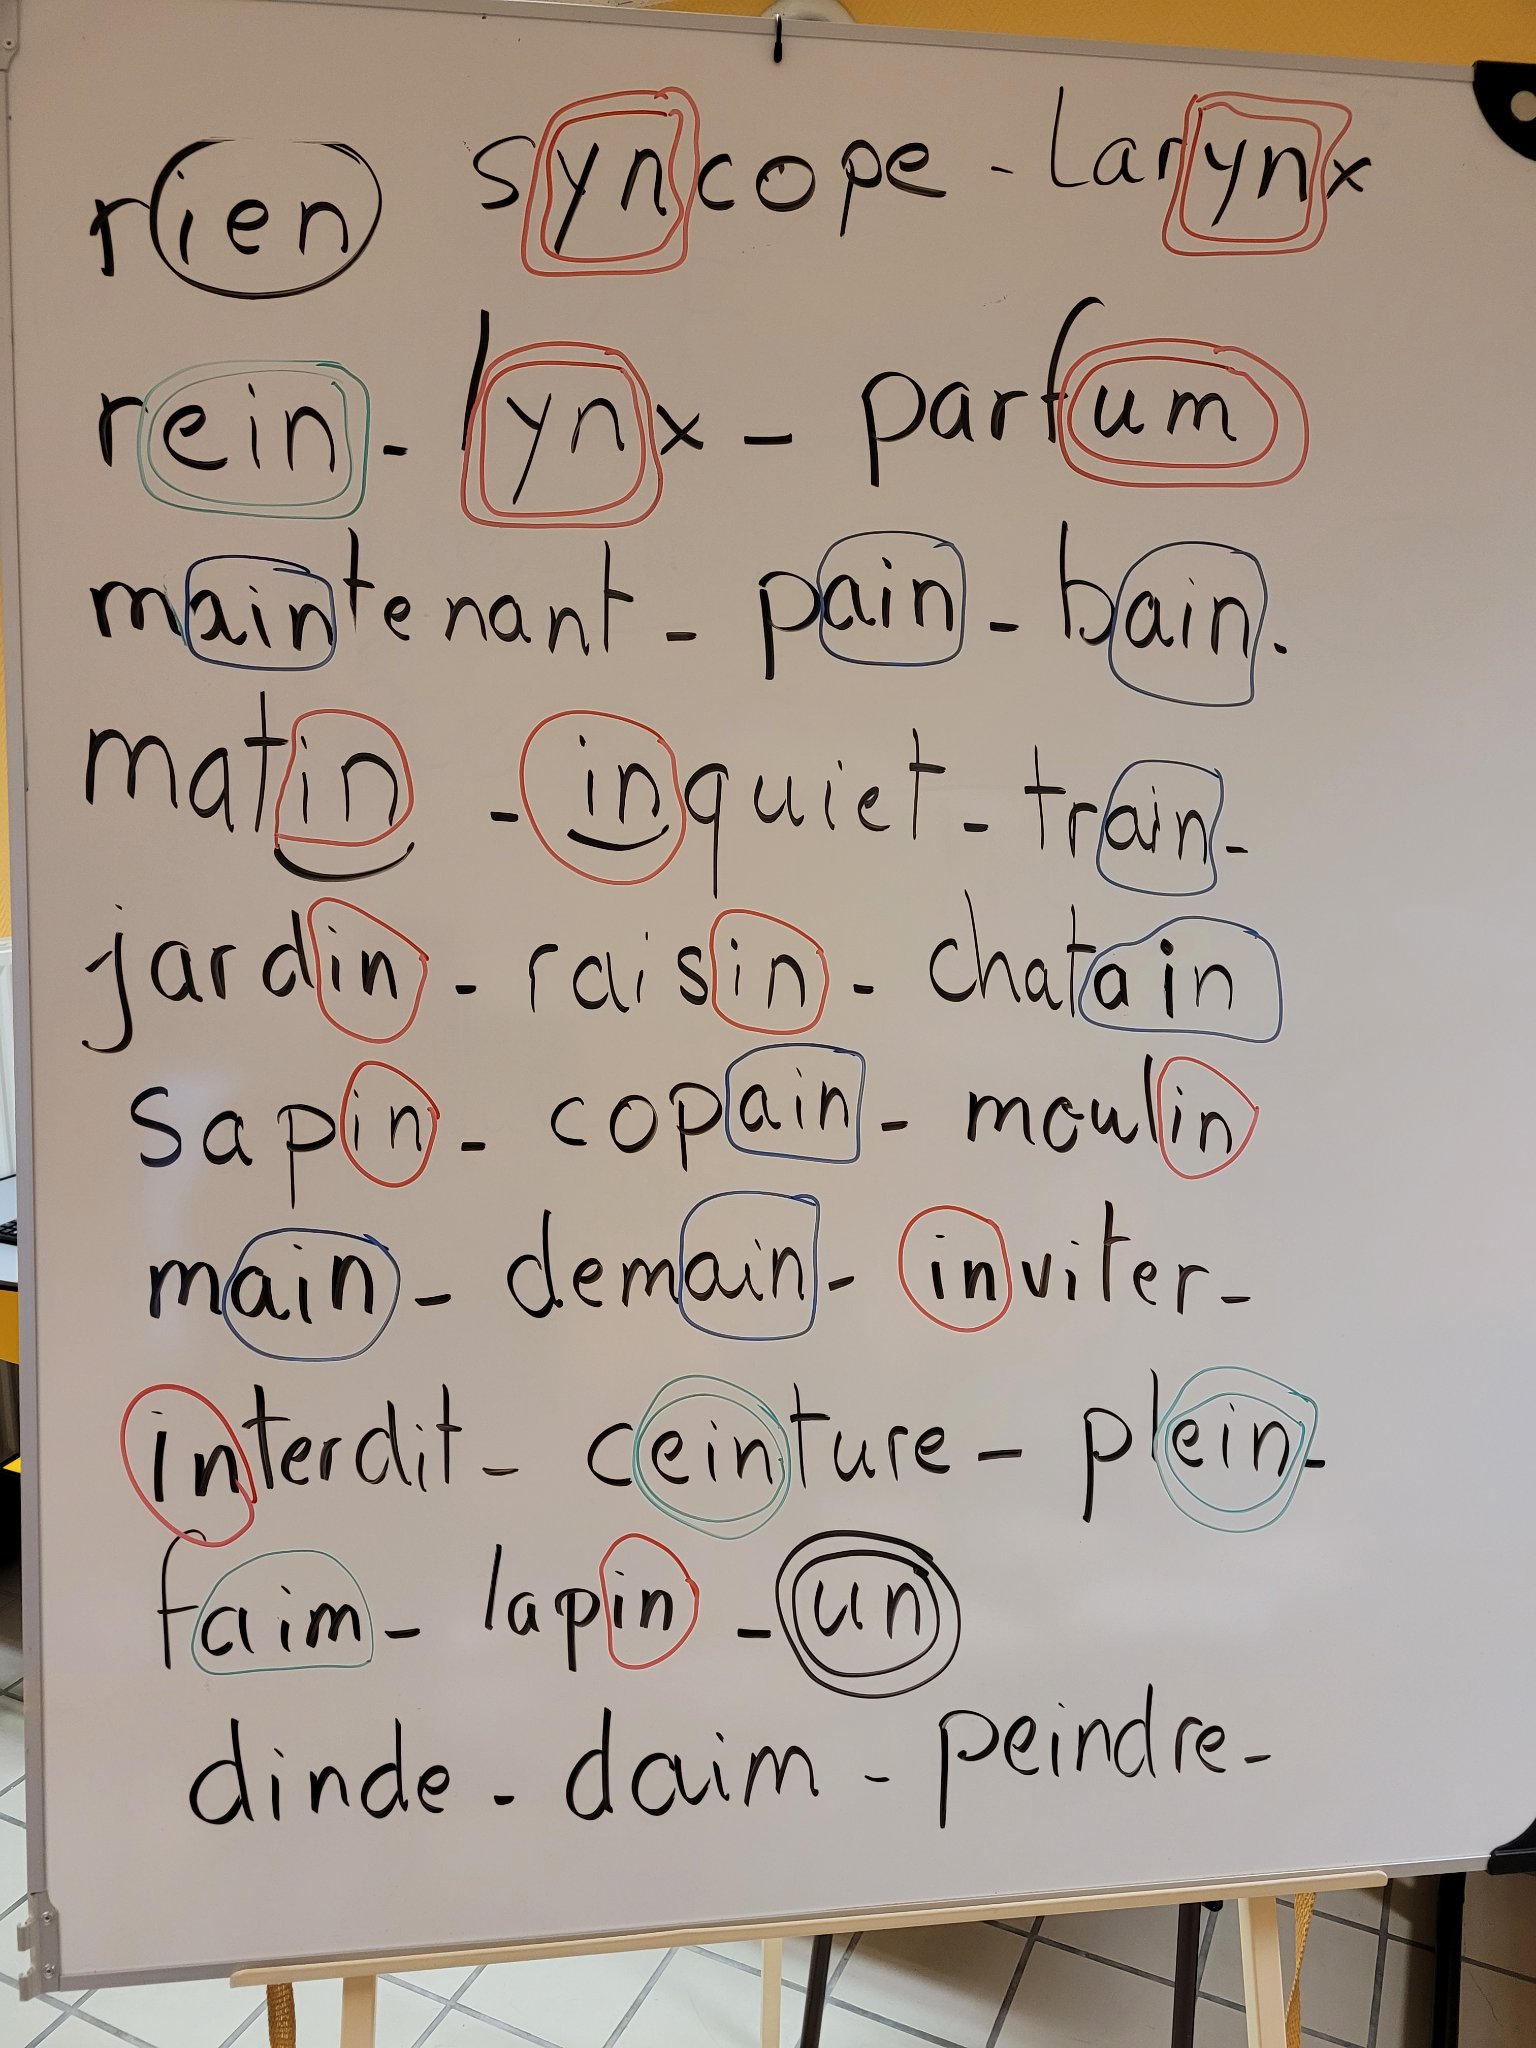 rien syncope - larynx
rein - lynx - parfum
maintenant - pain - bain.
matin - inquiet - train -
jardin - raisin - chatain
sapin - copain - moulin
main - demain - inviter -
interdit - ceinture - plein -
faim - lapin - un
dinde - daim - peindre -